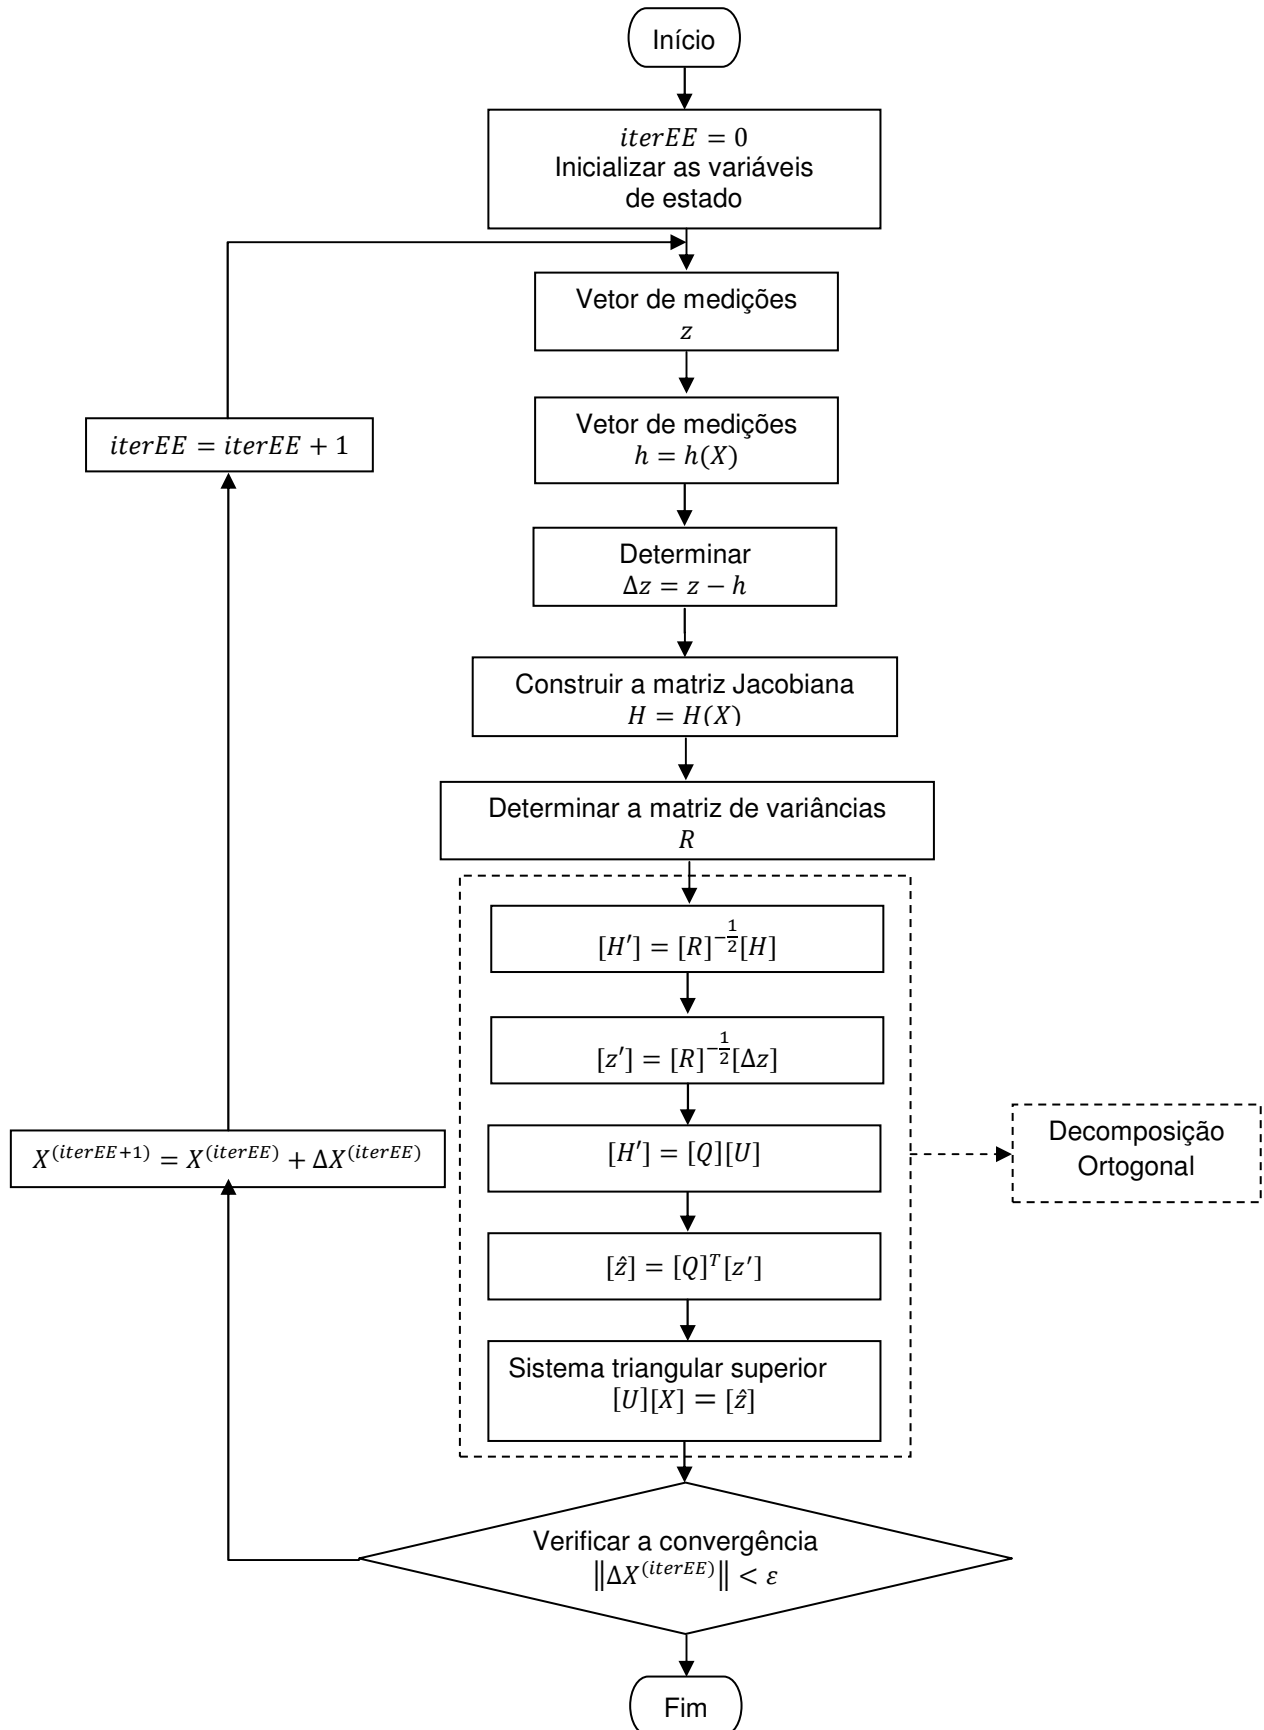 Início
iterEE = 0
Inicializar as variáveis
de estado
Vetor de medições
z
Vetor de medições
h = h(X)
iterEE = iterEE + 1
Determinar
Δz = z − h
Construir a matriz Jacobiana
H = H(X)
Determinar a matriz de variâncias
R
[H′] = [R]^{−1/2}[H]
[z′] = [R]^{−1/2}[Δz]
[H′] = [Q][U]
Decomposição
Ortogonal
X^{(iterEE+1)} = X^{(iterEE)} + ΔX^{(iterEE)}
[ẑ] = [Q]^T[z′]
Sistema triangular superior
[U][X] = [ẑ]
Verificar a convergência
‖ΔX^{(iterEE)}‖ < ε
Fim